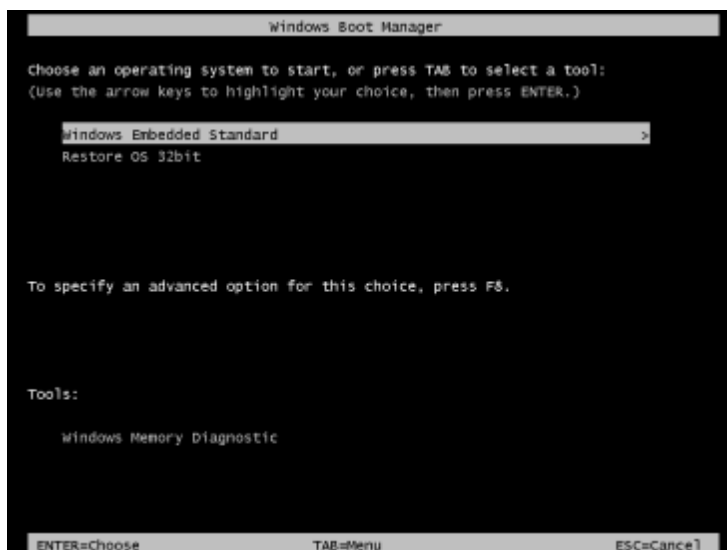 Windows Boot Manager
Choose an operating system to start, or press TAB to select a tool:
(Use the arrow keys to highlight your choice, then press ENTER.)
Windows Embedded Standard >
Restore OS 32bit
To specify an advanced option for this choice, press F8.
Tools:
Windows Memory Diagnostic
ENTER=Choose TAB=Menu ESC=Cancel